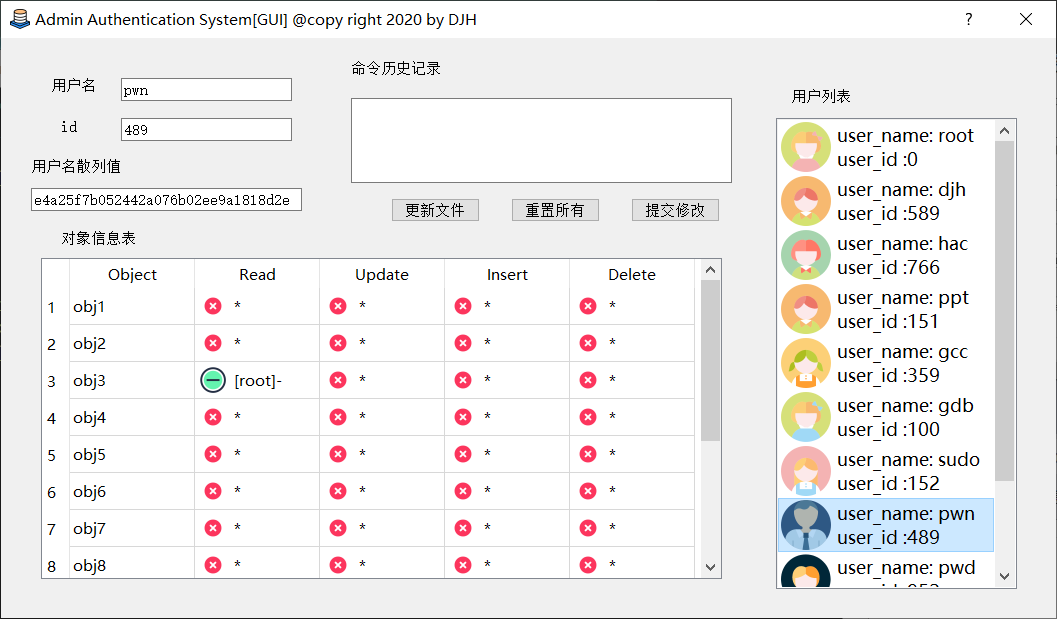 Admin Authentication System[GUI] @copy right 2020 by DJH
用户名
pwn
id
489
用户名散列值
e4a25f7b052442a076b02ee9a1818d2e
命令历史记录
更新文件 重置所有 提交修改
对象信息表
Object Read Update Insert Delete
1 obj1 * * * *
2 obj2 * * * *
3 obj3 [root]- * * *
4 obj4 * * * *
5 obj5 * * * *
6 obj6 * * * *
7 obj7 * * * *
8 obj8 * * * *
用户列表
user_name: root
user_id :0
user_name: djh
user_id :589
user_name: hac
user_id :766
user_name: ppt
user_id :151
user_name: gcc
user_id :359
user_name: gdb
user_id :100
user_name: sudo
user_id :152
user_name: pwn
user_id :489
user_name: pwd